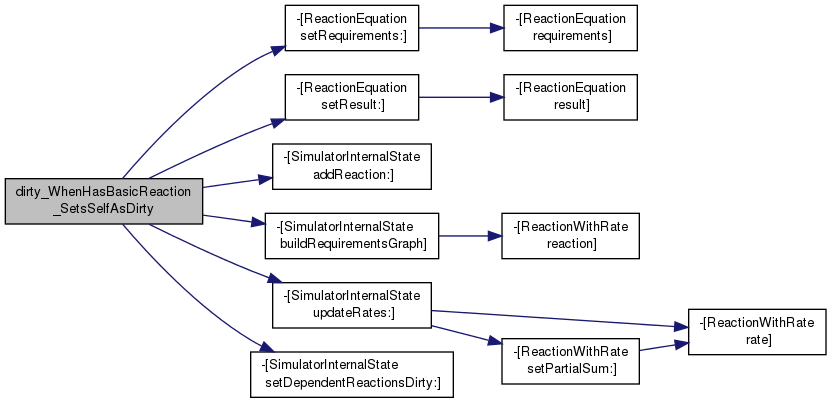 -[ReactionEquation
setRequirements:]
-[ReactionEquation
requirements]
-[ReactionEquation
setResult:]
-[ReactionEquation
result]
-[SimulatorInternalState
addReaction:]
dirty_WhenHasBasicReaction
_SetsSelfAsDirty
-[SimulatorInternalState
buildRequirementsGraph]
-[ReactionWithRate
reaction]
-[SimulatorInternalState
updateRates:]
-[ReactionWithRate
rate]
-[ReactionWithRate
setPartialSum:]
-[SimulatorInternalState
setDependentReactionsDirty:]